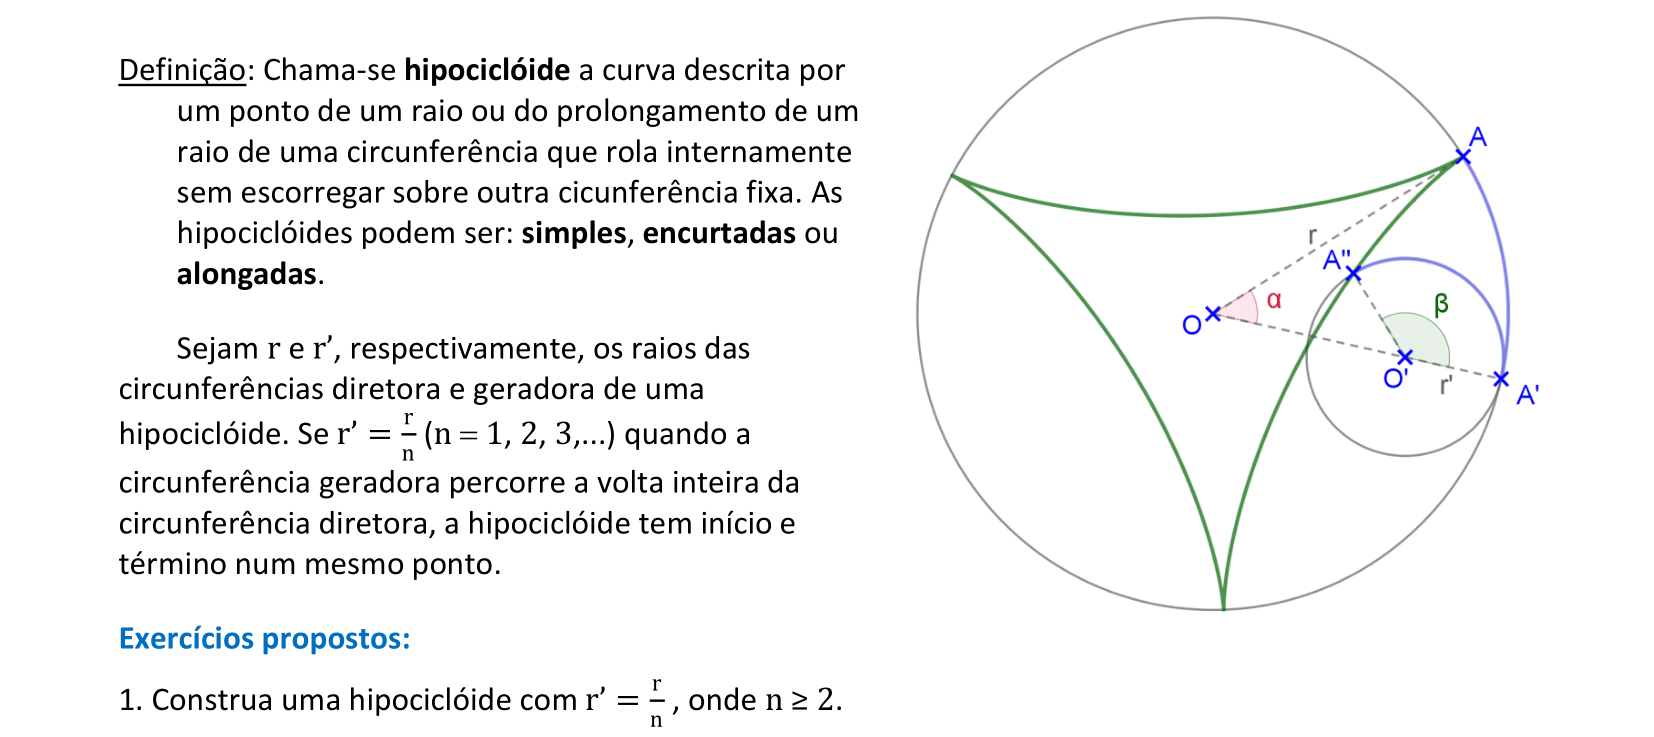 Definição: Chama-se hipociclóide a curva descrita por
um ponto de um raio ou do prolongamento de um
raio de uma circunferência que rola internamente
sem escorregar sobre outra cicunferência fixa. As
hipociclóides podem ser: simples, encurtadas ou
alongadas.
Sejam r e r’, respectivamente, os raios das
circunferências diretora e geradora de uma
hipociclóide. Se r’ = r/n (n = 1, 2, 3,...) quando a
circunferência geradora percorre a volta inteira da
circunferência diretora, a hipociclóide tem início e
término num mesmo ponto.
Exercícios propostos:
1. Construa uma hipociclóide com r’ = r/n , onde n ≥ 2.
A
r
A"
α
β
O
O'
r'
A'